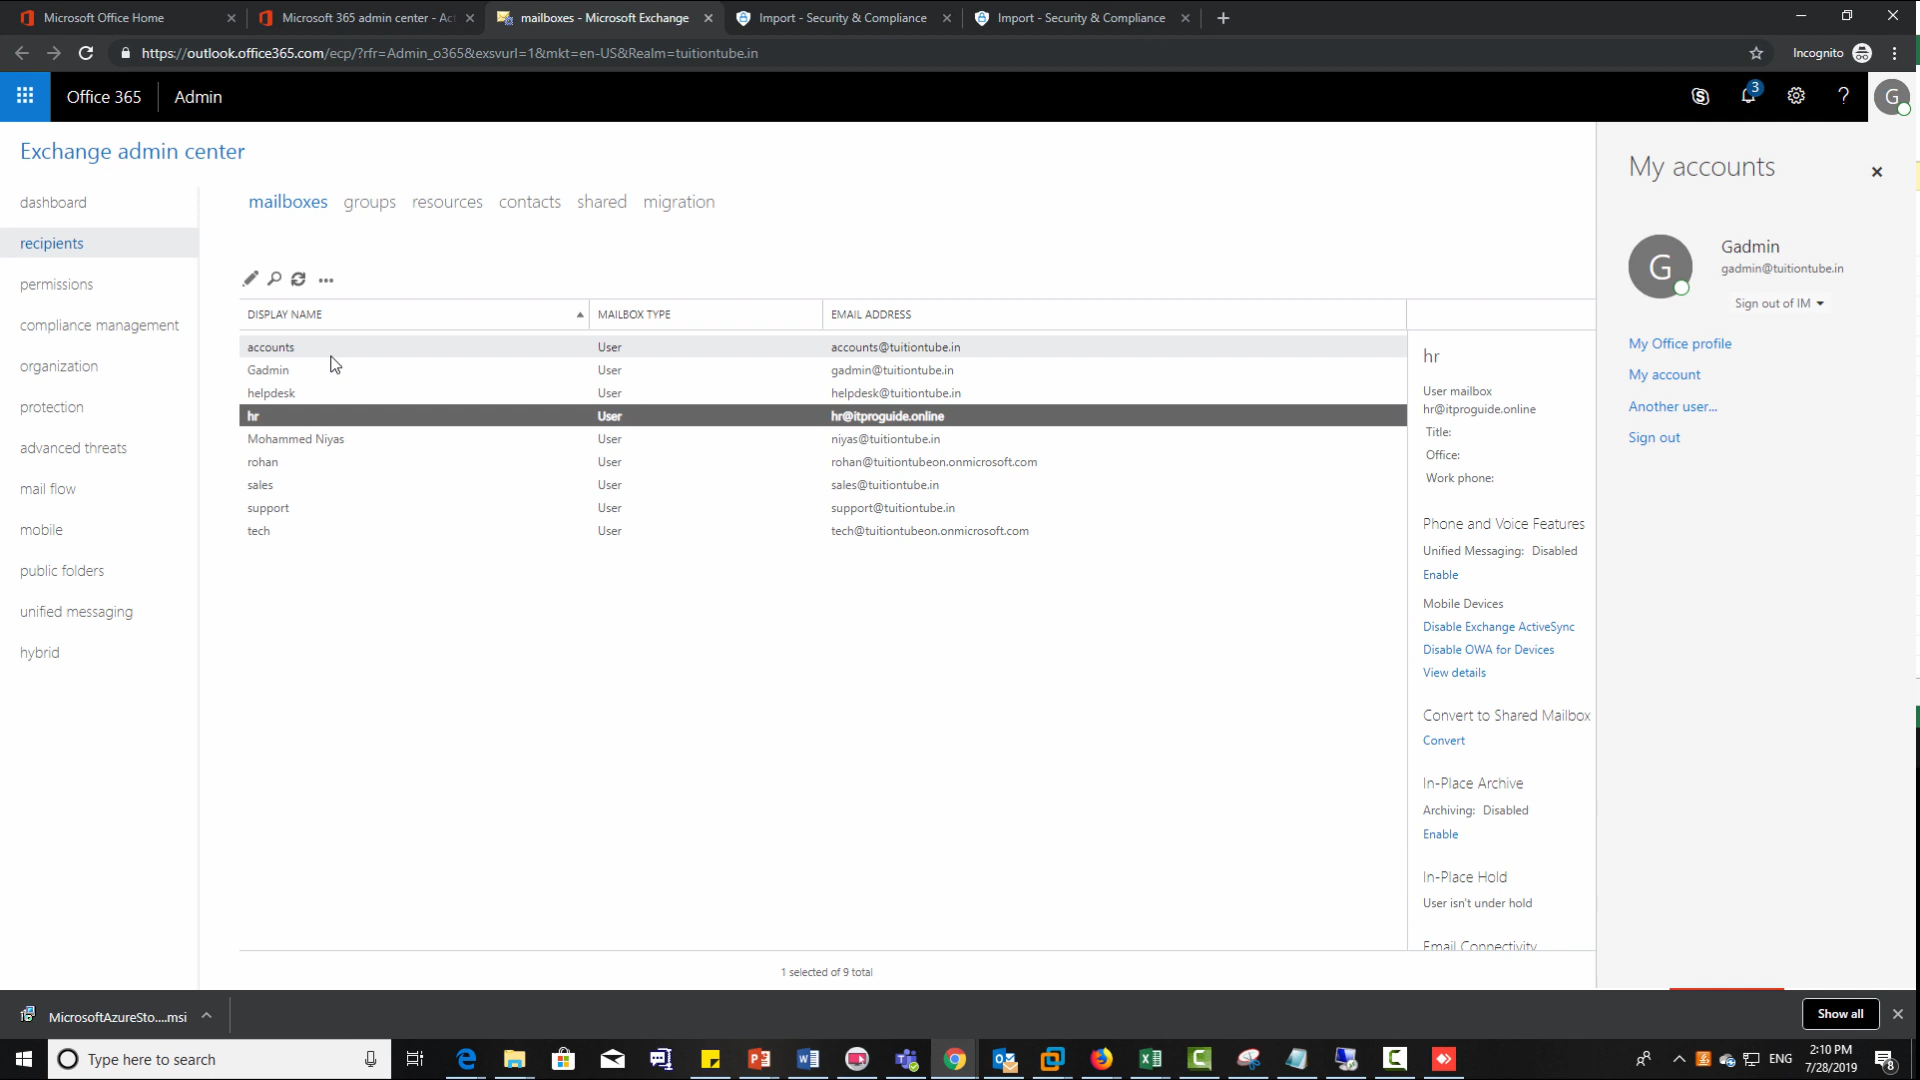 Microsoft Office Home
Microsoft 365 admin center - Ac
mailboxes - Microsoft Exchange
Import - Security & Compliance
Import - Security & Compliance
https://outlook.office365.com/ecp/?rfr=Admin_o365&exsvurl=1&mkt=en-US&Realm=tuitiontube.in
Incognito
Office 365
Admin
3
?
G
Exchange admin center
dashboard
recipients
permissions
compliance management
organization
protection
advanced threats
mail flow
mobile
public folders
unified messaging
hybrid
mailboxes groups resources contacts shared migration
DISPLAY NAME MAILBOX TYPE EMAIL ADDRESS
accounts User accounts@tuitiontube.in
Gadmin User gadmin@tuitiontube.in
helpdesk User helpdesk@tuitiontube.in
hr User hr@itproguide.online
Mohammed Niyas User niyas@tuitiontube.in
rohan User rohan@tuitiontubeon.onmicrosoft.com
sales User sales@tuitiontube.in
support User support@tuitiontube.in
tech User tech@tuitiontubeon.onmicrosoft.com
1 selected of 9 total
hr
User mailbox
hr@itproguide.online
Title:
Office:
Work phone:
Phone and Voice Features
Unified Messaging: Disabled
Enable
Mobile Devices
Disable Exchange ActiveSync
Disable OWA for Devices
View details
Convert to Shared Mailbox
Convert
In-Place Archive
Archiving: Disabled
Enable
In-Place Hold
User isn't under hold
Email Connectivity
My accounts
G
Gadmin
gadmin@tuitiontube.in
Sign out of IM
My Office profile
My account
Another user...
Sign out
MicrosoftAzureSto....msi
Show all
Type here to search
ENG
2:10 PM
7/28/2019
8